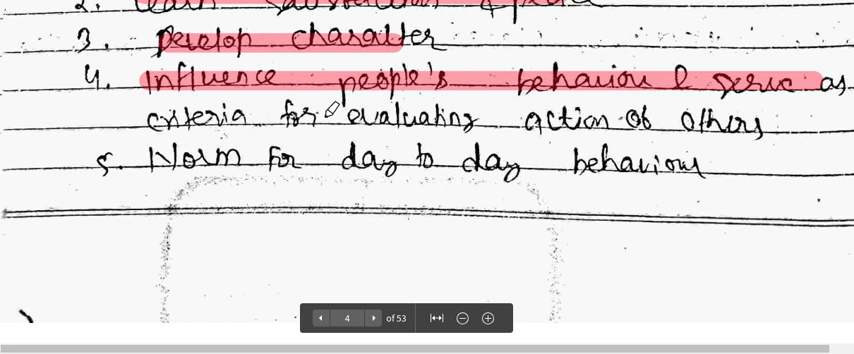 3. Develop charalter
4. Influence people's behaviour & serve as
criteria for evaluating action of others
5. Norm For day to day behaviour
4 of 53